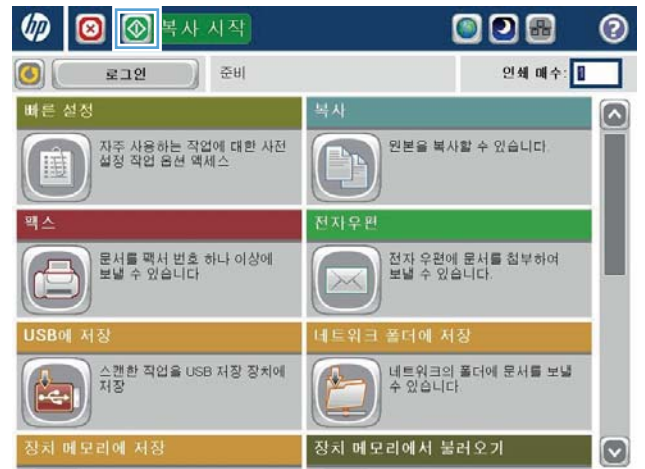 hp
복사 시작
?
로그인
준비
인쇄 매수: 1
빠른 설정
자주 사용하는 작업에 대한 사전
설정 작업 옵션 액세스
복사
원본을 복사할 수 있습니다.
팩스
문서를 팩서 번호 하나 이상에
보낼 수 있습니다
전자우편
전자 우편에 문서를 첨부하여
보낼 수 있습니다.
USB에 저장
스캔한 작업을 USB 저장 장치에
저장
네트워크 폴더에 저장
네트워크의 폴더에 문서를 보낼
수 있습니다
장치 메모리에 저장
장치 메모리에서 불러오기